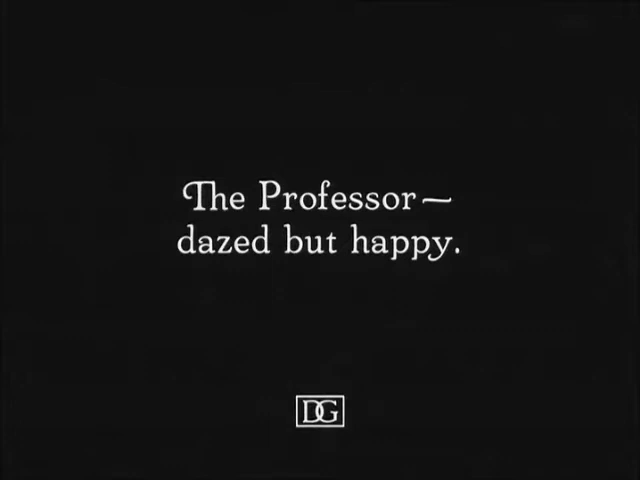 The Professor—
dazed but happy.
DG